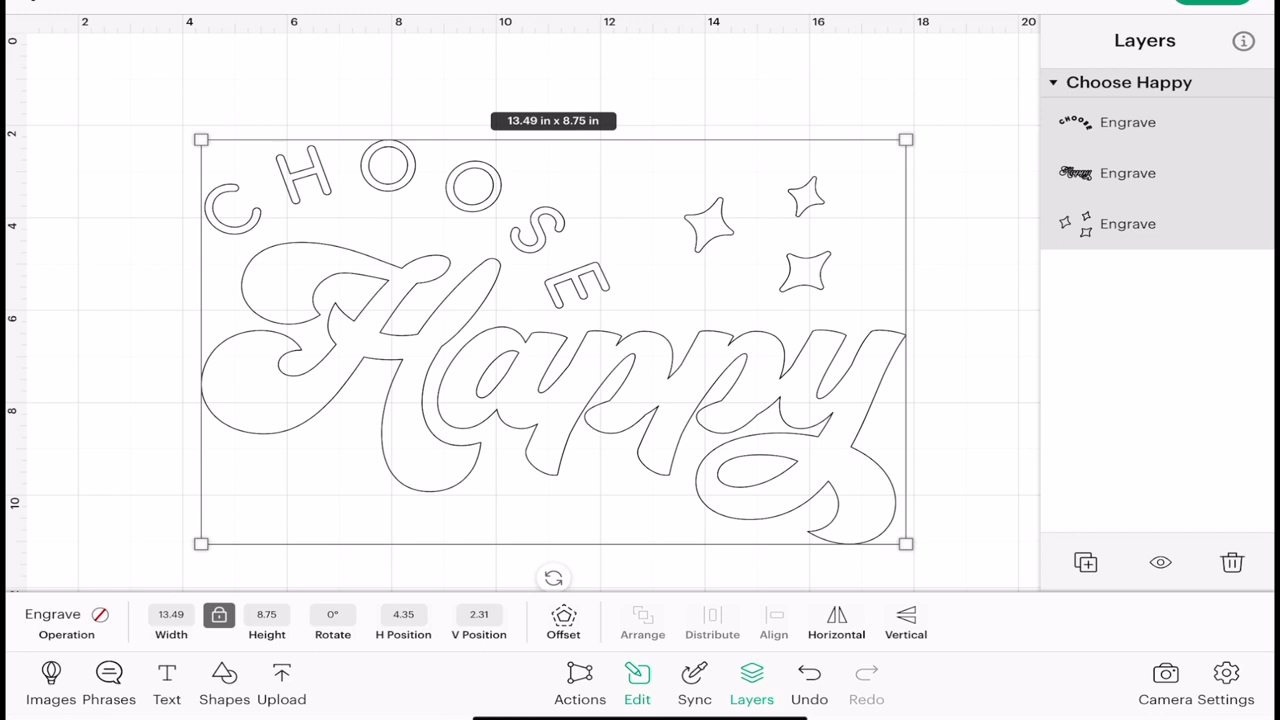 2 4 6 8 10 12 14 16 18 20
0
2
4
6
8
10
13.49 in x 8.75 in
CHOOSE
Happy
Layers
Choose Happy
CHOOSE Engrave
Happy Engrave
Engrave
Engrave
Operation
13.49
Width
8.75
Height
0°
Rotate
4.35
H Position
2.31
V Position
Offset
Arrange
Distribute
Align
Horizontal
Vertical
Images Phrases Text Shapes Upload Actions Edit Sync Layers Undo Redo Camera Settings